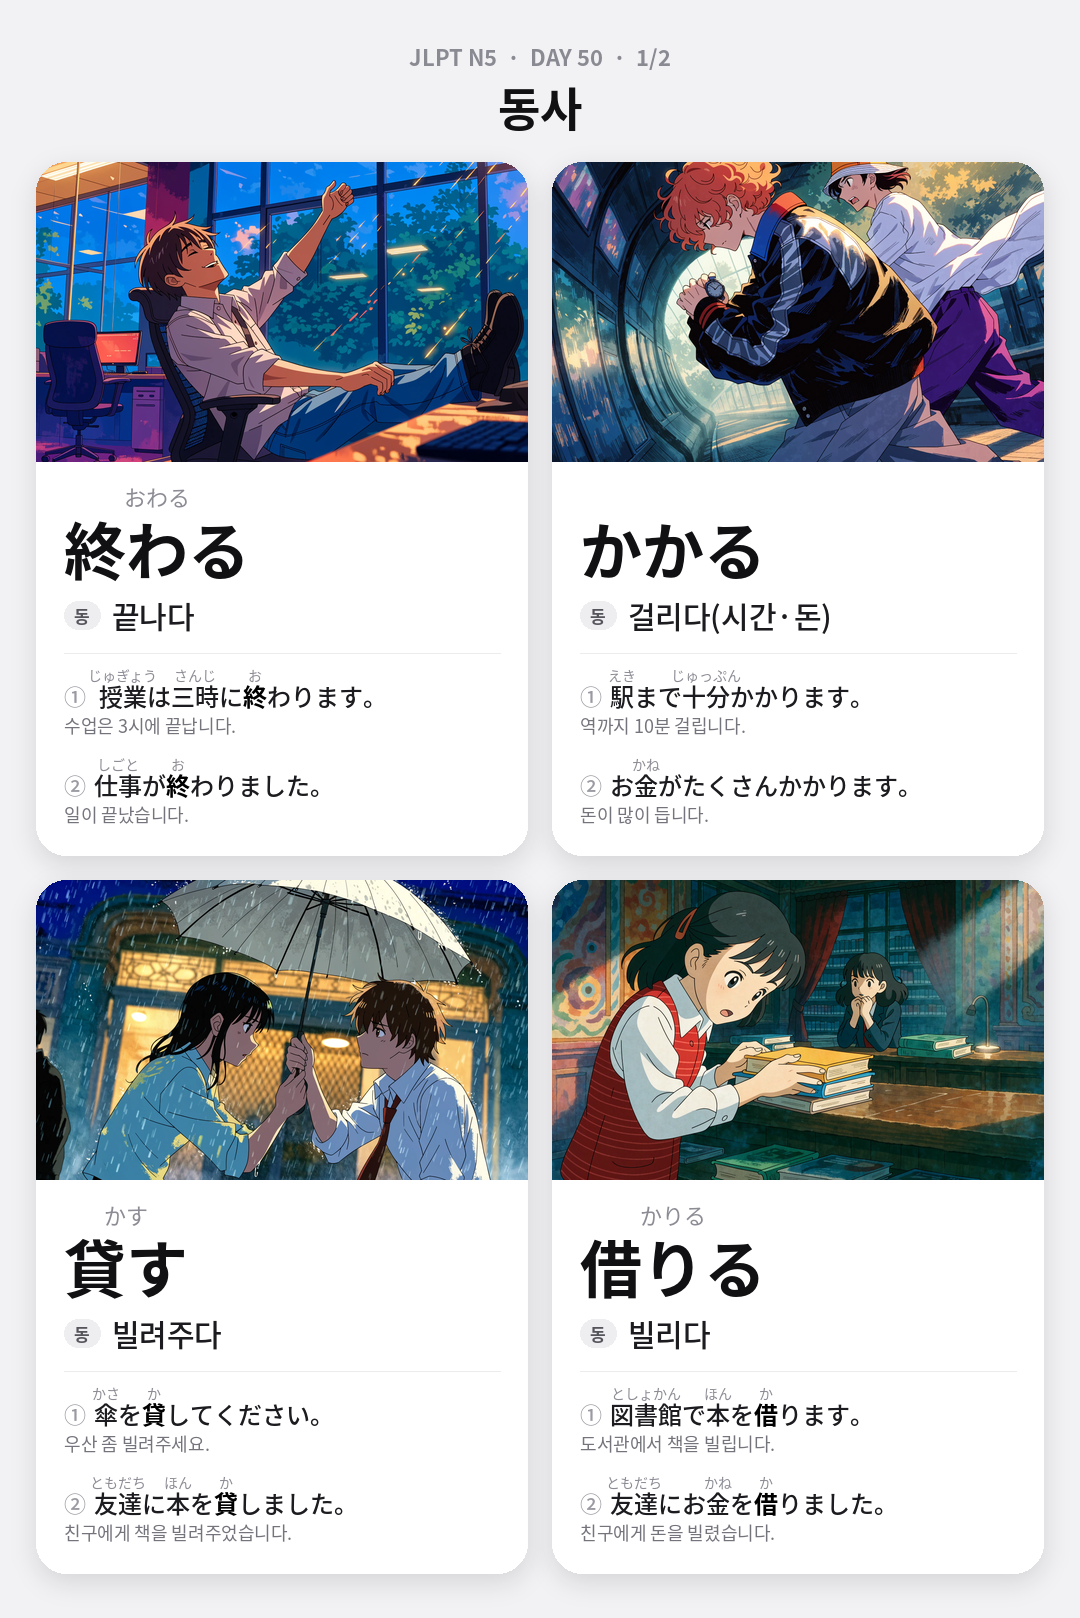 JLPT N5 · DAY 50 · 1/2
동사
おわる
終わる
동 끝나다
じゅぎょう さんじ お
① 授業は三時に終わります。
수업은 3시에 끝납니다.
しごと お
② 仕事が終わりました。
일이 끝났습니다.
かかる
동 걸리다(시간·돈)
えき じゅっぷん
① 駅まで十分かかります。
역까지 10분 걸립니다.
かね
② お金がたくさんかかります。
돈이 많이 듭니다.
かす
貸す
동 빌려주다
かさ か
① 傘を貸してください。
우산 좀 빌려주세요.
ともだち ほん か
② 友達に本を貸しました。
친구에게 책을 빌려주었습니다.
かりる
借りる
동 빌리다
としょかん ほん か
① 図書館で本を借ります。
도서관에서 책을 빌립니다.
ともだち かね か
② 友達にお金を借りました。
친구에게 돈을 빌렸습니다.